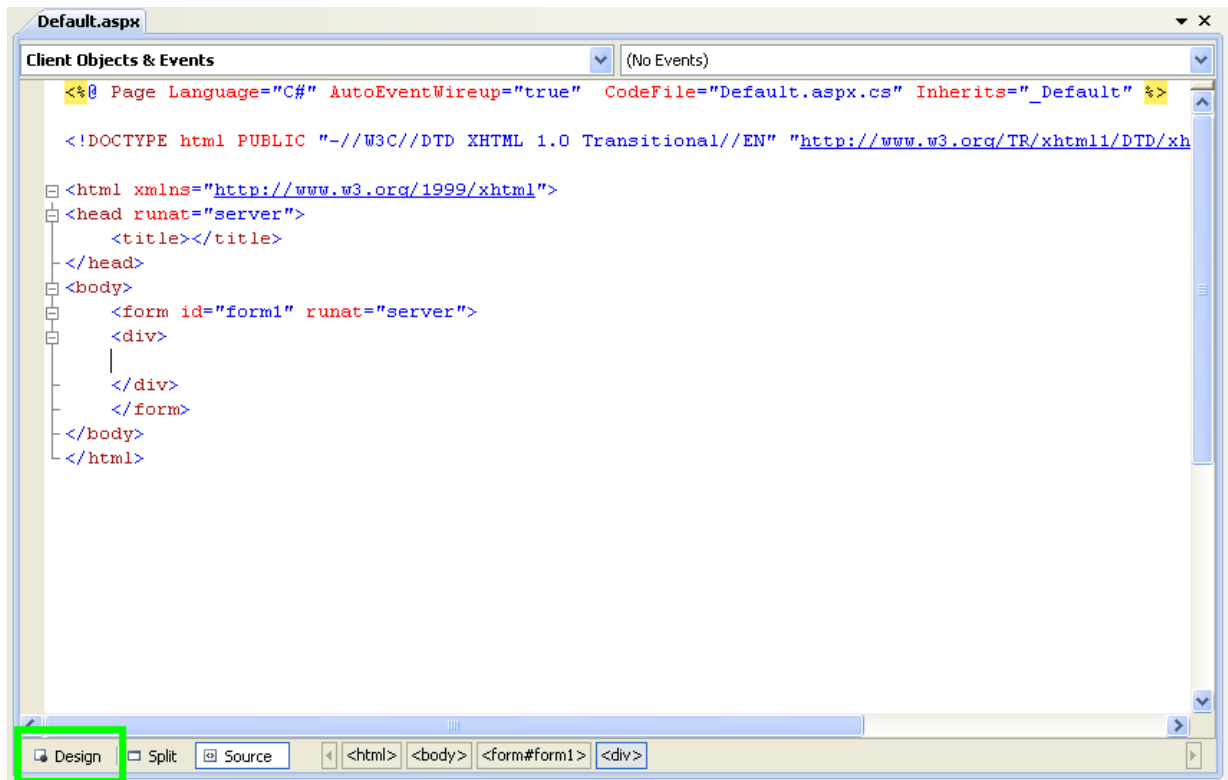 Default.aspx
Client Objects & Events (No Events)
<%@ Page Language="C#" AutoEventWireup="true"  CodeFile="Default.aspx.cs" Inherits="_Default" %>
<!DOCTYPE html PUBLIC "-//W3C//DTD XHTML 1.0 Transitional//EN" "http://www.w3.org/TR/xhtml1/DTD/xh
<html xmlns="http://www.w3.org/1999/xhtml">
<head runat="server">
    <title></title>
</head>
<body>
    <form id="form1" runat="server">
    <div>
    </div>
    </form>
</body>
</html>
Design Split Source <html> <body> <form#form1> <div>